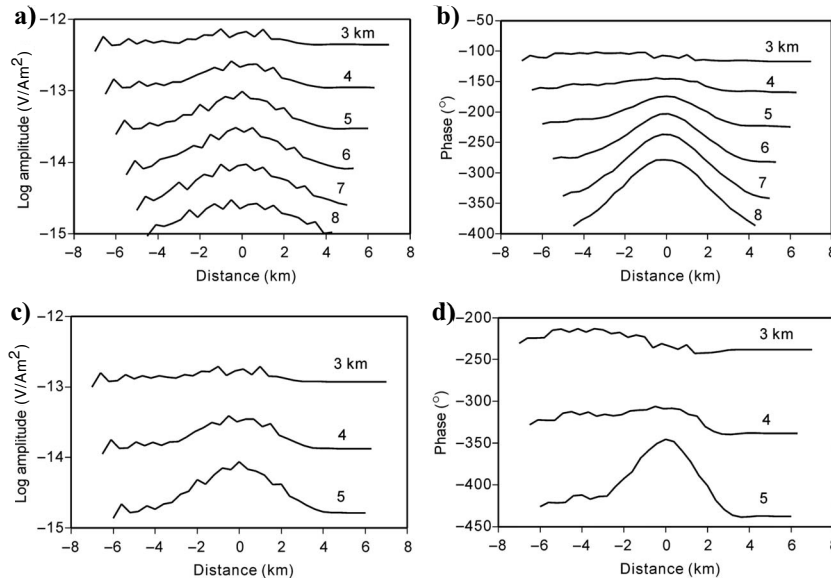 a)
Log amplitude (V/Am²)
−12
−13
−14
−15
3 km
4
5
6
7
8
−8 −6 −4 −2 0 2 4 6 8
Distance (km)
b)
Phase (°)
−50
−100
−150
−200
−250
−300
−350
−400
3 km
4
5
6
7
8
−8 −6 −4 −2 0 2 4 6 8
Distance (km)
c)
Log amplitude (V/Am²)
−12
−13
−14
−15
3 km
4
5
−8 −6 −4 −2 0 2 4 6 8
Distance (km)
d)
Phase (°)
−200
−250
−300
−350
−400
−450
3 km
4
5
−8 −6 −4 −2 0 2 4 6 8
Distance (km)